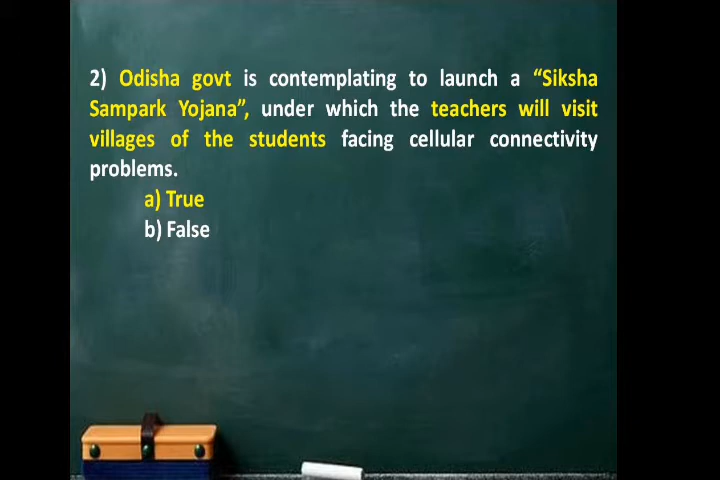 2) Odisha govt is contemplating to launch a “Siksha
Sampark Yojana”, under which the teachers will visit
villages of the students facing cellular connectivity
problems.
a) True
b) False